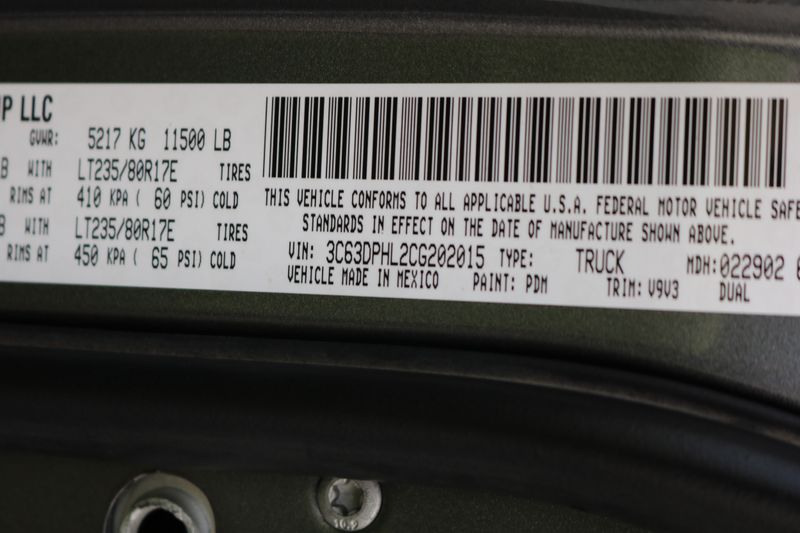 UP LLC
GVWR: 5217 KG 11500 LB
B WITH LT235/80R17E TIRES
RIMS AT 410 KPA ( 60 PSI) COLD
B WITH LT235/80R17E TIRES
RIMS AT 450 KPA ( 65 PSI) COLD
THIS VEHICLE CONFORMS TO ALL APPLICABLE U.S.A. FEDERAL MOTOR VEHICLE SAFE
STANDARDS IN EFFECT ON THE DATE OF MANUFACTURE SHOWN ABOVE.
VIN: 3C63DPHL2CG202015 TYPE: TRUCK MDH:022902
VEHICLE MADE IN MEXICO PAINT: PDM TRIM: V9V3 DUAL